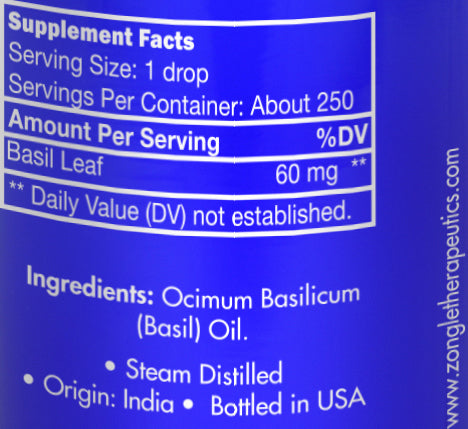 Supplement Facts
Serving Size: 1 drop
Servings Per Container: About 250
Amount Per Serving %DV
Basil Leaf 60 mg **
** Daily Value (DV) not established.
Ingredients: Ocimum Basilicum
(Basil) Oil.
• Steam Distilled
• Origin: India • Bottled in USA
www.zongletherapeutics.com